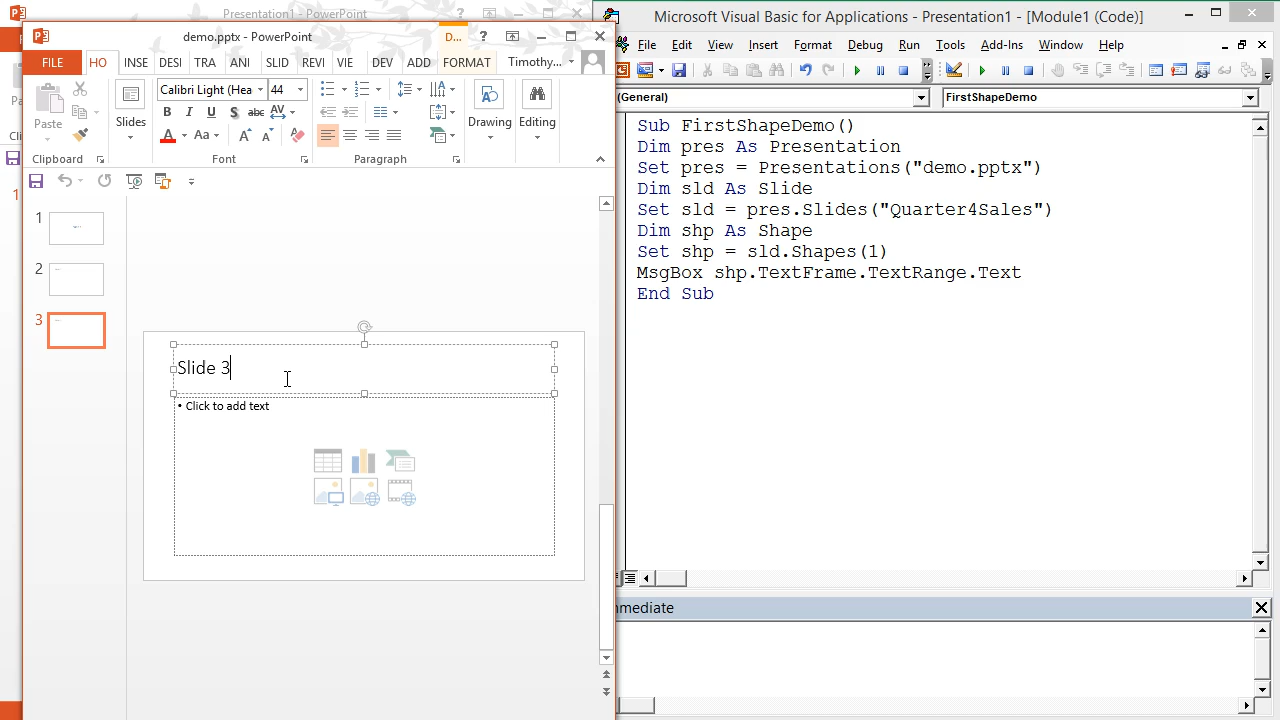 Presentation1 - PowerPoint
demo.pptx - PowerPoint
D...
FILE HO INSE DESI TRA ANI SLID REVI VIE DEV ADD FORMAT Timothy...
Paste
Clipboard
Calibri Light (Hea 44
B I U S abc AV
A Aa A A
Font
Paragraph
Slides
Drawing
Editing
1
1
2
3
Slide 3
• Click to add text
Microsoft Visual Basic for Applications - Presentation1 - [Module1 (Code)]
File Edit View Insert Format Debug Run Tools Add-Ins Window Help
(General) FirstShapeDemo
Sub FirstShapeDemo()
Dim pres As Presentation
Set pres = Presentations("demo.pptx")
Dim sld As Slide
Set sld = pres.Slides("Quarter4Sales")
Dim shp As Shape
Set shp = sld.Shapes(1)
MsgBox shp.TextFrame.TextRange.Text
End Sub
mmediate